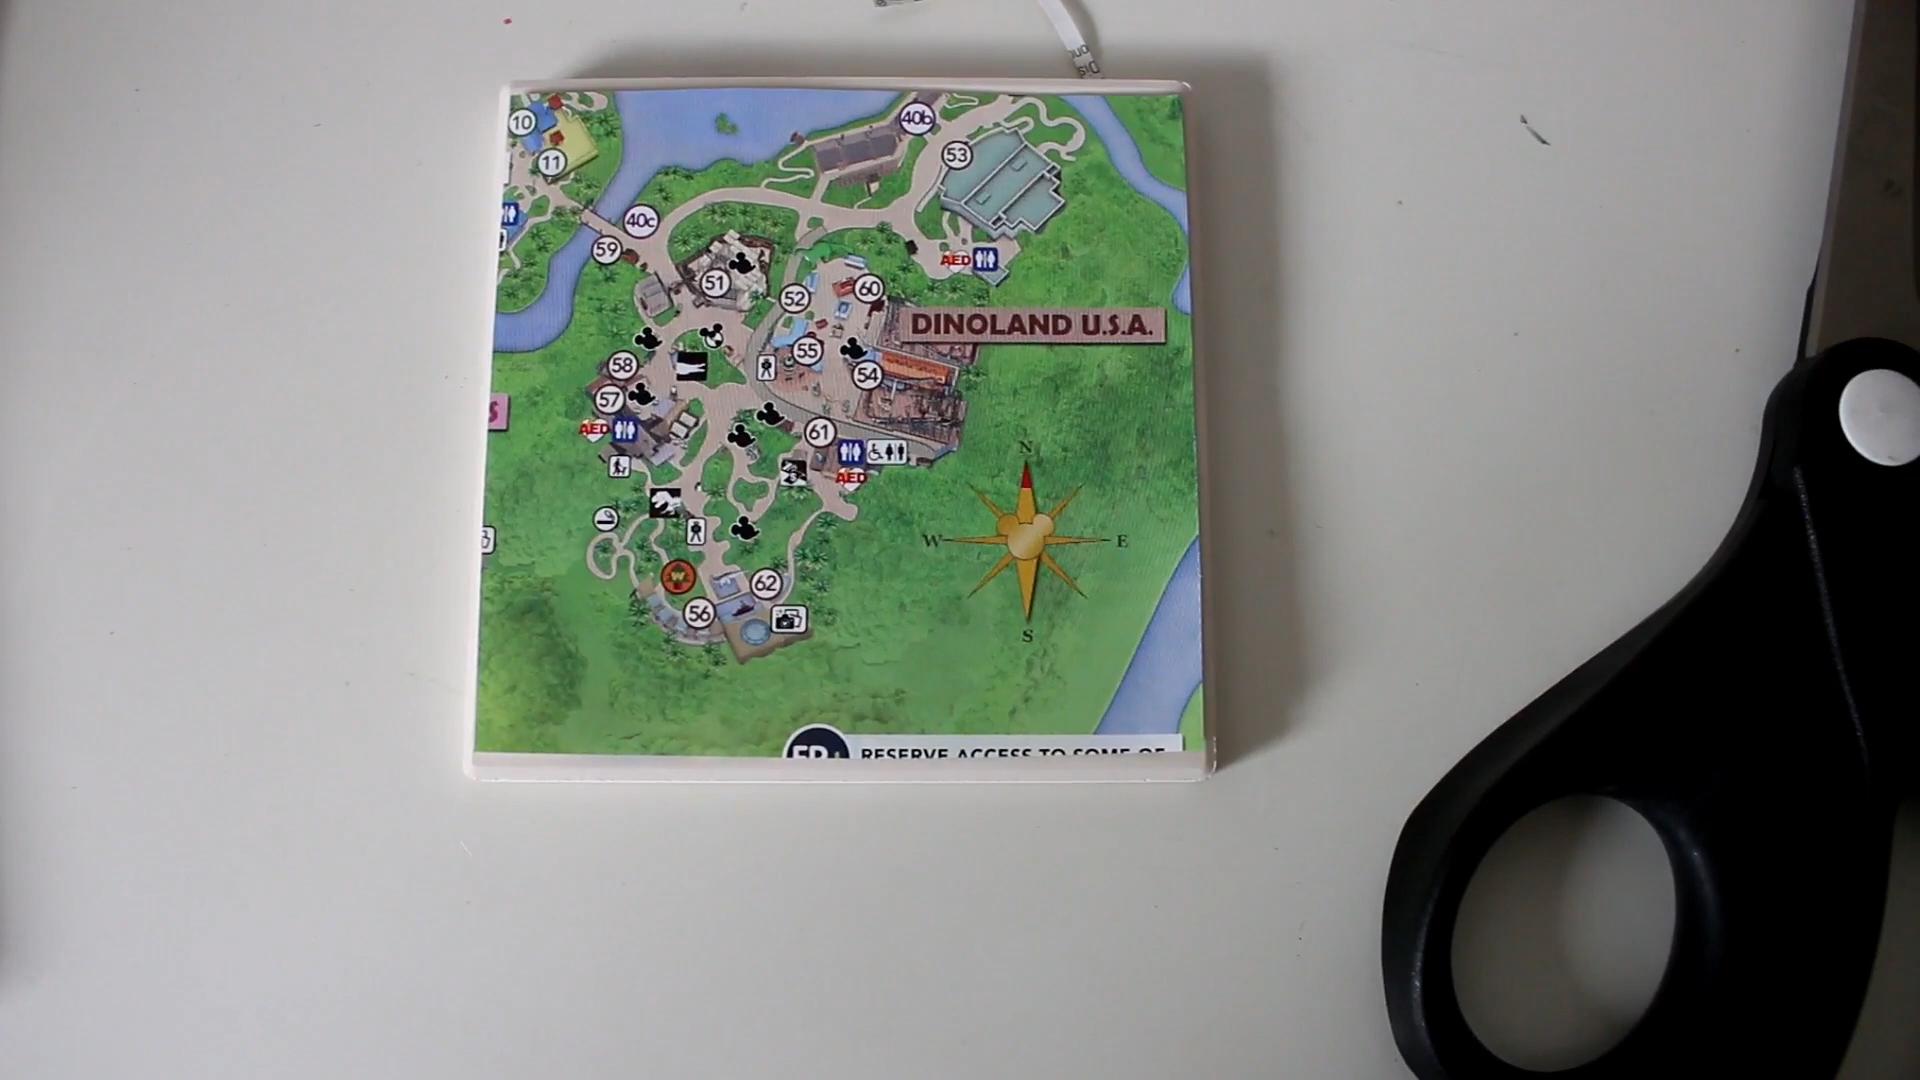 10
40b
11
53
40c
59
AED
51
52
60
DINOLAND U.S.A.
55
58
54
57
S
AED
61
AED
N
W
E
S
W
62
56
RESERVE ACCESS TO SOME OF